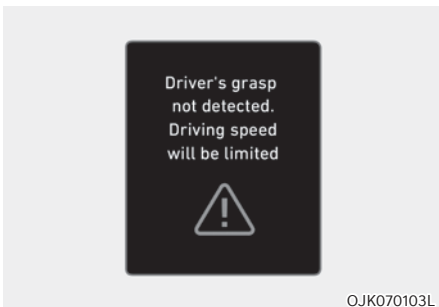 Driver's grasp
not detected.
Driving speed
will be limited
OJK070103L